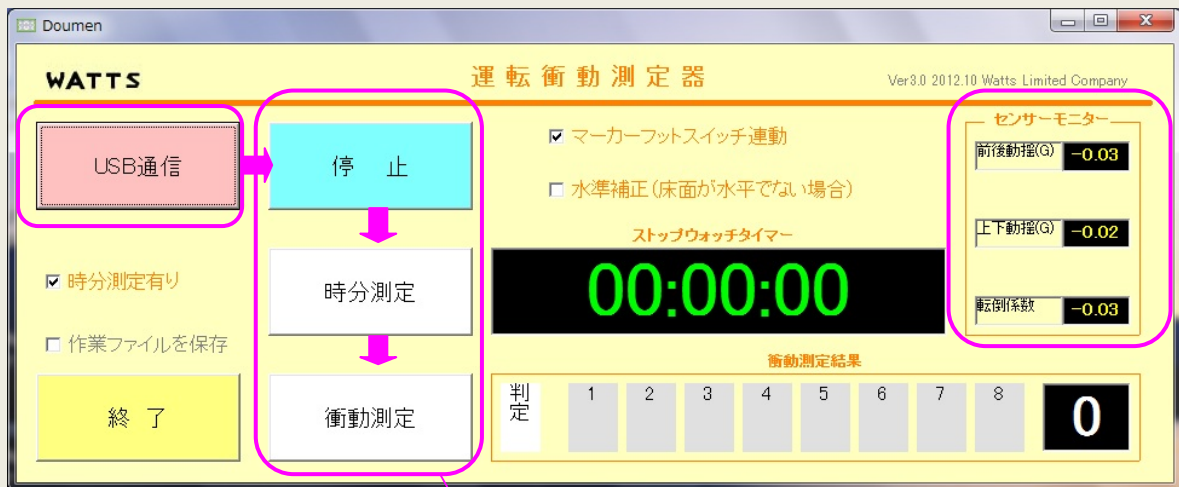 Doumen
WATTS
運転衝動測定器
Ver3.0 2012.10 Watts Limited Company
USB通信
停 止
マーカーフットスイッチ連動
水準補正(床面が水平でない場合)
センサーモニター
前後動揺(G) -0.03
上下動揺(G) -0.02
転倒係数 -0.03
時分測定有り
作業ファイルを保存
時分測定
ストップウォッチタイマー
00:00:00
終 了
衝動測定
衝動測定結果
判定 1 2 3 4 5 6 7 8 0